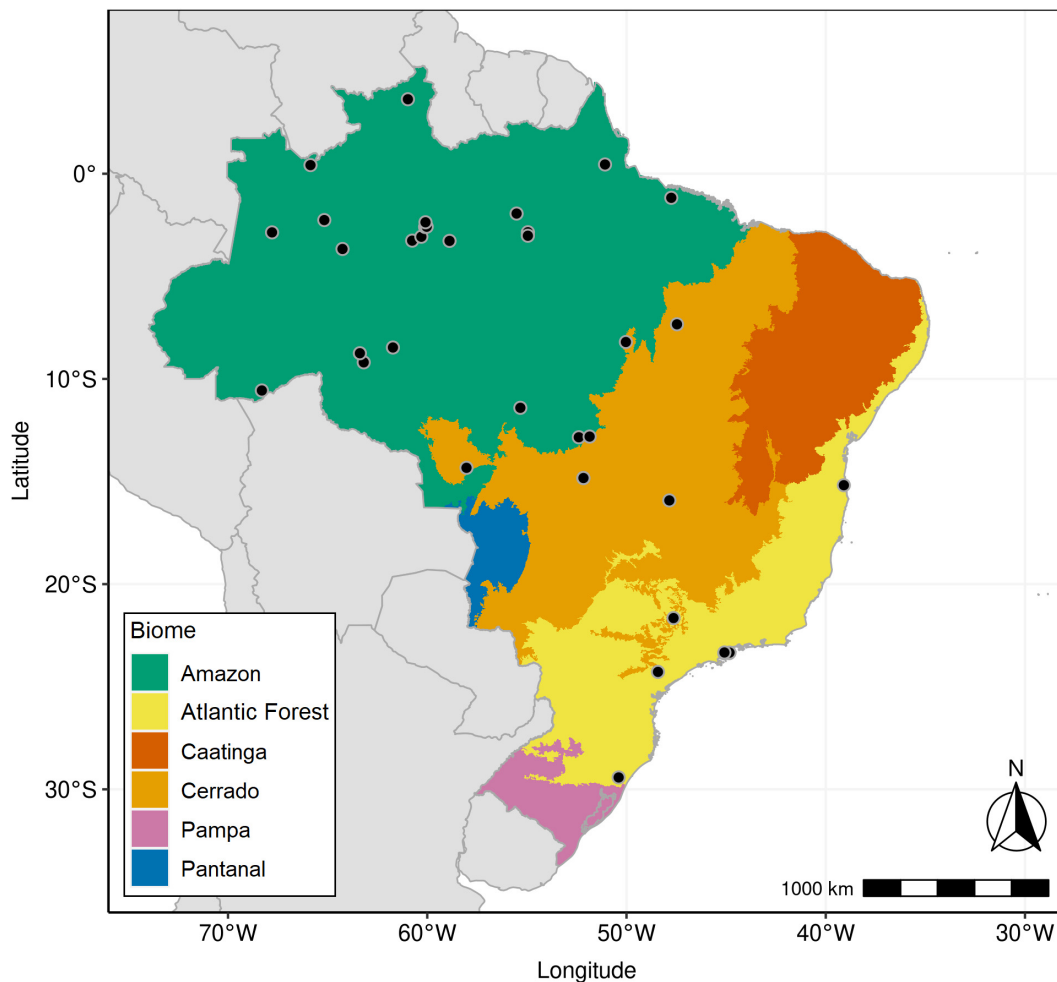 0°
10°S
20°S
30°S
Latitude
Biome
Amazon
Atlantic Forest
Caatinga
Cerrado
Pampa
Pantanal
N
1000 km
70°W 60°W 50°W 40°W 30°W
Longitude